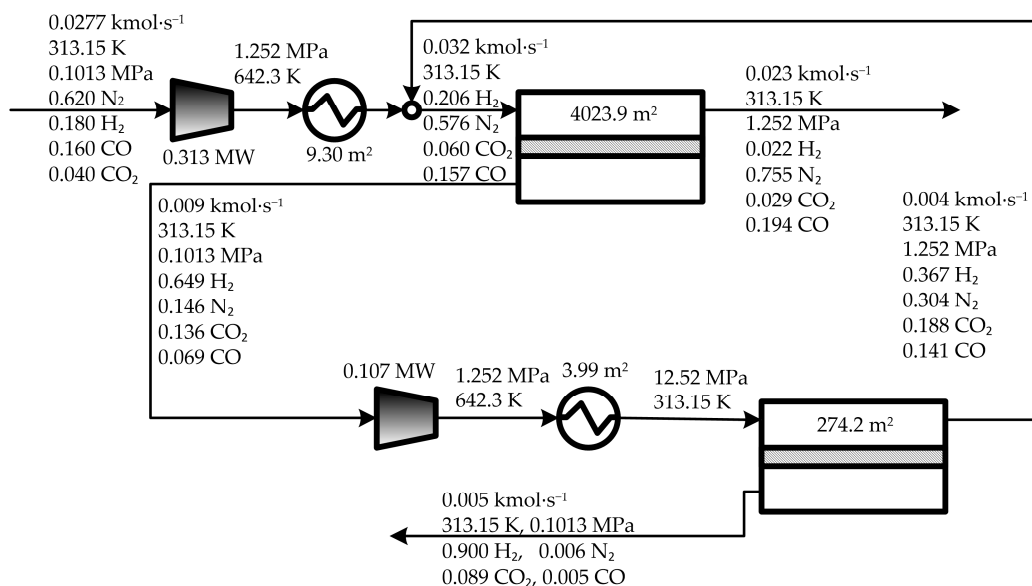 0.0277 kmol·s⁻¹
313.15 K
0.1013 MPa
0.620 N₂
0.180 H₂
0.160 CO
0.040 CO₂
0.313 MW
1.252 MPa
642.3 K
9.30 m²
0.032 kmol·s⁻¹
313.15 K
0.206 H₂
0.576 N₂
0.060 CO₂
0.157 CO
4023.9 m²
0.023 kmol·s⁻¹
313.15 K
1.252 MPa
0.022 H₂
0.755 N₂
0.029 CO₂
0.194 CO
0.004 kmol·s⁻¹
313.15 K
1.252 MPa
0.367 H₂
0.304 N₂
0.188 CO₂
0.141 CO
0.009 kmol·s⁻¹
313.15 K
0.1013 MPa
0.649 H₂
0.146 N₂
0.136 CO₂
0.069 CO
0.107 MW
1.252 MPa
642.3 K
3.99 m²
12.52 MPa
313.15 K
274.2 m²
0.005 kmol·s⁻¹
313.15 K, 0.1013 MPa
0.900 H₂, 0.006 N₂
0.089 CO₂, 0.005 CO